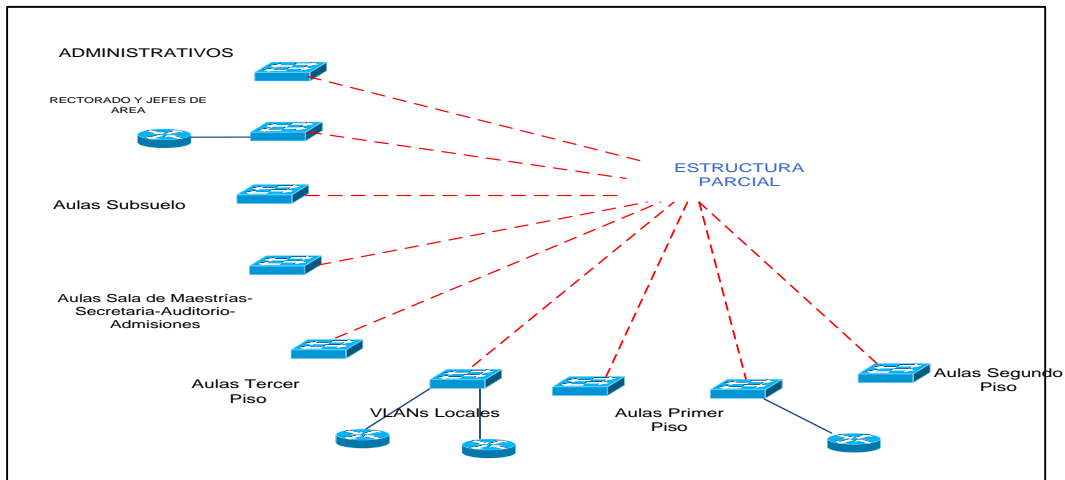 ADMINISTRATIVOS
RECTORADO Y JEFES DE
AREA
ESTRUCTURA
PARCIAL
Aulas Subsuelo
Aulas Sala de Maestrías-
Secretaria-Auditorio-
Admisiones
Aulas Tercer
Piso
VLANs Locales
Aulas Primer
Piso
Aulas Segundo
Piso